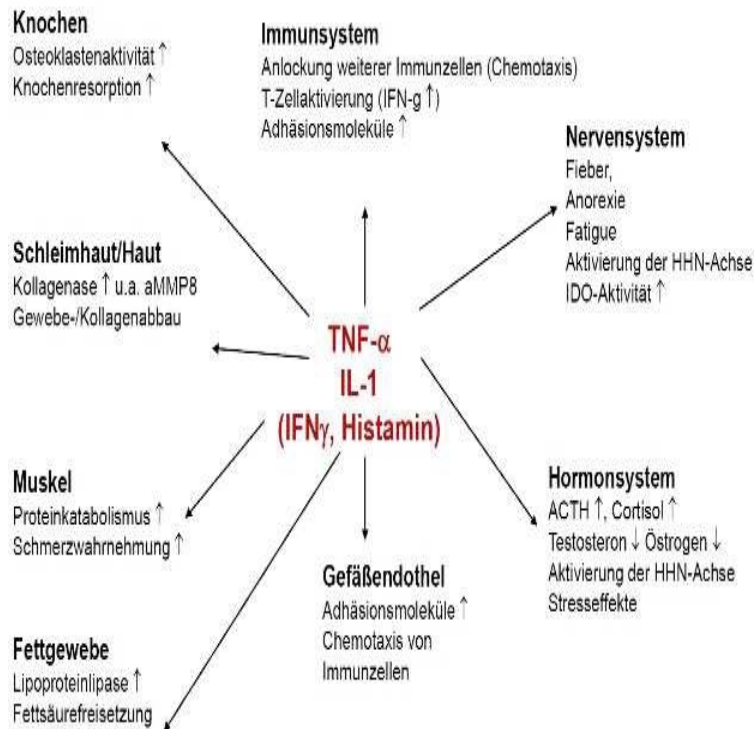 Knochen
Osteoklastenaktivität ↑
Knochenresorption ↑
Immunsystem
Anlockung weiterer Immunzellen (Chemotaxis)
T-Zellaktivierung (IFN-g ↑)
Adhäsionsmoleküle ↑
Nervensystem
Fieber,
Anorexie
Fatigue
Aktivierung der HHN-Achse
IDO-Aktivität ↑
Schleimhaut/Haut
Kollagenase ↑ u.a. aMMP8
Gewebe-/Kollagenabbau
TNF-α
IL-1
(IFNγ, Histamin)
Muskel
Proteinkatabolismus ↑
Schmerzwahrnehmung ↑
Hormonsystem
ACTH ↑, Cortisol ↑
Testosteron ↓ Östrogen ↓
Aktivierung der HHN-Achse
Stresseffekte
Gefäßendothel
Adhäsionsmoleküle ↑
Chemotaxis von
Immunzellen
Fettgewebe
Lipoproteinlipase ↑
Fettsäurefreisetzung